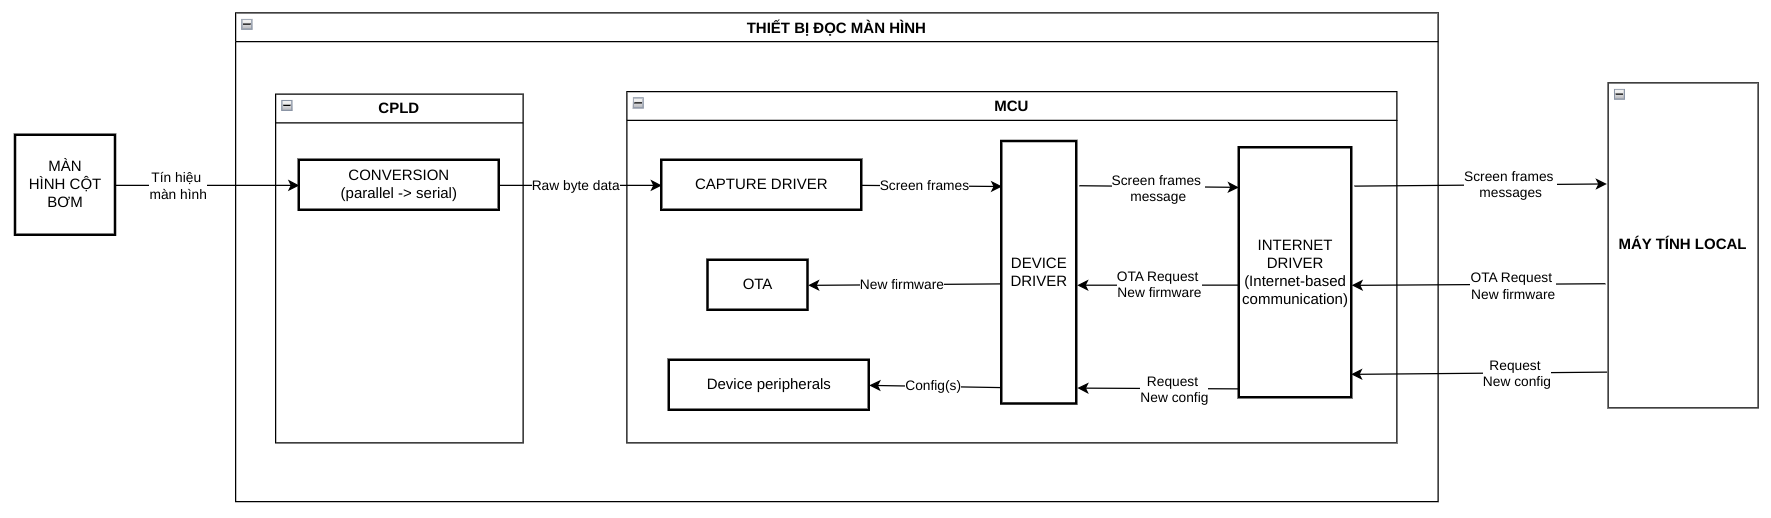 THIẾT BỊ ĐỌC MÀN HÌNH
CPLD
MCU
MÀN
HÌNH CỘT
BƠM
Tín hiệu
màn hình
CONVERSION
(parallel -> serial)
Raw byte data
CAPTURE DRIVER
Screen frames
DEVICE
DRIVER
Screen frames
message
INTERNET
DRIVER
(Internet-based
communication)
Screen frames
messages
MÁY TÍNH LOCAL
OTA
New firmware
OTA Request
New firmware
OTA Request
New firmware
Device peripherals
Config(s)
Request
New config
Request
New config